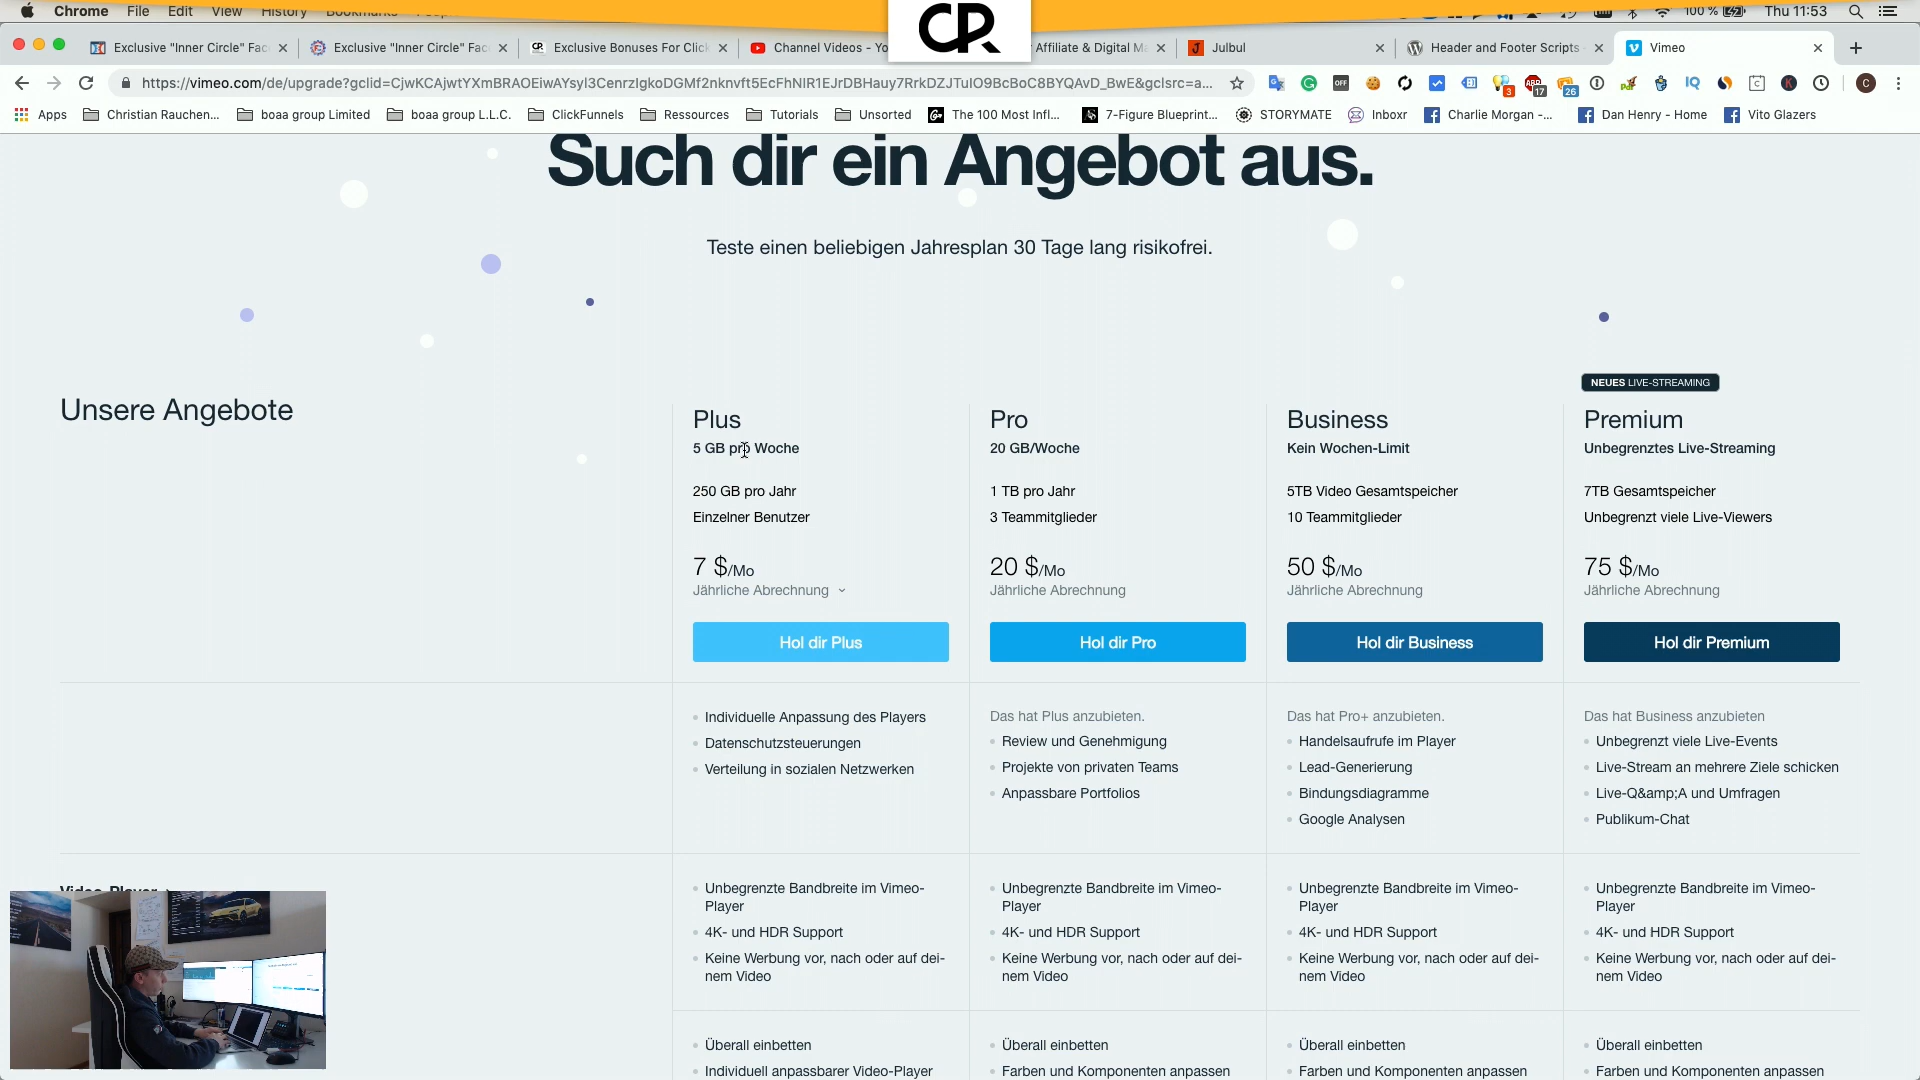 Chrome File Edit View History Bookmarks
100 % Thu 11:53
CR
Exclusive "Inner Circle" Fac
Exclusive "Inner Circle" Fac
Exclusive Bonuses For Click
Channel Videos - Yo
Affiliate & Digital Ma
Julbul
Header and Footer Scripts
Vimeo
https://vimeo.com/de/upgrade?gclid=CjwKCAjwtYXmBRAOEiwAYsyl3CenrzIgkoDGMf2nknvft5EcFhNlR1EJrDBHauy7RrkDZJTuIO9BcBoC8BYQAvD_BwE&gclsrc=a...
Apps
Christian Rauchen...
boaa group Limited
boaa group L.L.C.
ClickFunnels
Ressources
Tutorials
Unsorted
The 100 Most Infl...
7-Figure Blueprint...
STORYMATE
Inboxr
Charlie Morgan -...
Dan Henry - Home
Vito Glazers
Such dir ein Angebot aus.
Teste einen beliebigen Jahresplan 30 Tage lang risikofrei.
Unsere Angebote
Plus
5 GB pro Woche
250 GB pro Jahr
Einzelner Benutzer
7 $/Mo
Jährliche Abrechnung
Hol dir Plus
Pro
20 GB/Woche
1 TB pro Jahr
3 Teammitglieder
20 $/Mo
Jährliche Abrechnung
Hol dir Pro
Business
Kein Wochen-Limit
5TB Video Gesamtspeicher
10 Teammitglieder
50 $/Mo
Jährliche Abrechnung
Hol dir Business
NEUES LIVE-STREAMING
Premium
Unbegrenztes Live-Streaming
7TB Gesamtspeicher
Unbegrenzt viele Live-Viewers
75 $/Mo
Jährliche Abrechnung
Hol dir Premium
Individuelle Anpassung des Players
Datenschutzsteuerungen
Verteilung in sozialen Netzwerken
Das hat Plus anzubieten.
Review und Genehmigung
Projekte von privaten Teams
Anpassbare Portfolios
Das hat Pro+ anzubieten.
Handelsaufrufe im Player
Lead-Generierung
Bindungsdiagramme
Google Analysen
Das hat Business anzubieten
Unbegrenzt viele Live-Events
Live-Stream an mehrere Ziele schicken
Live-Q&amp;A und Umfragen
Publikum-Chat
Video-Player
Unbegrenzte Bandbreite im Vimeo-
Player
4K- und HDR Support
Keine Werbung vor, nach oder auf dei-
nem Video
Unbegrenzte Bandbreite im Vimeo-
Player
4K- und HDR Support
Keine Werbung vor, nach oder auf dei-
nem Video
Unbegrenzte Bandbreite im Vimeo-
Player
4K- und HDR Support
Keine Werbung vor, nach oder auf dei-
nem Video
Unbegrenzte Bandbreite im Vimeo-
Player
4K- und HDR Support
Keine Werbung vor, nach oder auf dei-
nem Video
Überall einbetten
Individuell anpassbarer Video-Player
Überall einbetten
Farben und Komponenten anpassen
Überall einbetten
Farben und Komponenten anpassen
Überall einbetten
Farben und Komponenten anpassen